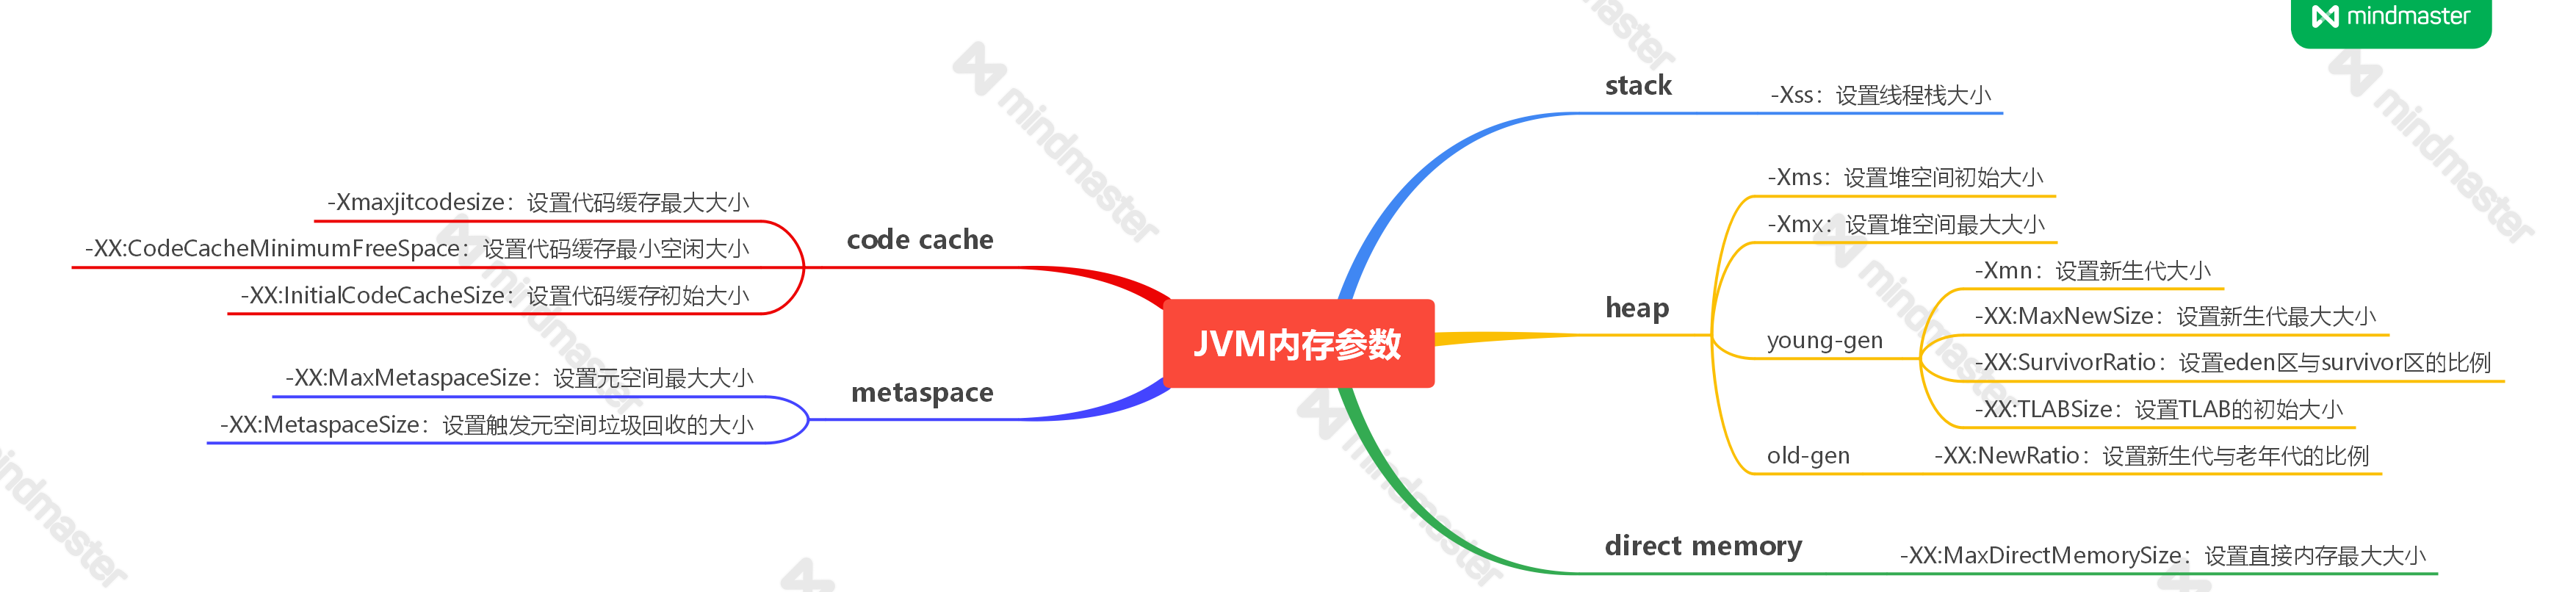 mindmaster
JVM内存参数
stack
-Xss：设置线程栈大小
heap
-Xms：设置堆空间初始大小
-Xmx：设置堆空间最大大小
young-gen
-Xmn：设置新生代大小
-XX:MaxNewSize：设置新生代最大大小
-XX:SurvivorRatio：设置eden区与survivor区的比例
-XX:TLABSize：设置TLAB的初始大小
old-gen
-XX:NewRatio：设置新生代与老年代的比例
direct memory
-XX:MaxDirectMemorySize：设置直接内存最大大小
code cache
-Xmaxjitcodesize：设置代码缓存最大大小
-XX:CodeCacheMinimumFreeSpace：设置代码缓存最小空闲大小
-XX:InitialCodeCacheSize：设置代码缓存初始大小
metaspace
-XX:MaxMetaspaceSize：设置元空间最大大小
-XX:MetaspaceSize：设置触发元空间垃圾回收的大小
mindmaster
mindmaster
mindmaster
mindmaster
mindmaster
mindmaster
mindmaster